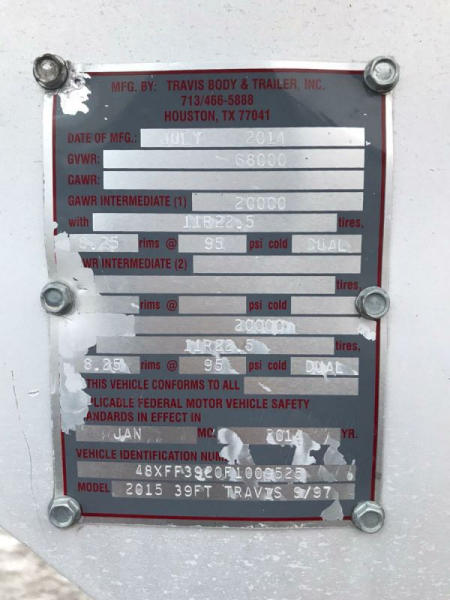 MFG. BY: TRAVIS BODY & TRAILER, INC.
713/466-5888
HOUSTON, TX 77041
DATE OF MFG.: JULY 2014
GVWR: 68000
GAWR:
GAWR INTERMEDIATE (1) 20000
with 11R22.5 tires,
8.25 rims @ 95 psi cold DUAL
WR INTERMEDIATE (2)
tires,
rims @ psi cold
20000
11R22.5 tires,
8.25 rims @ 95 psi cold DUAL
THIS VEHICLE CONFORMS TO ALL
PLICABLE FEDERAL MOTOR VEHICLE SAFETY
ANDARDS IN EFFECT IN
JAN MO. 2014 YR.
VEHICLE IDENTIFICATION NUM
MODEL 2015 39FT TRAVIS 9/97